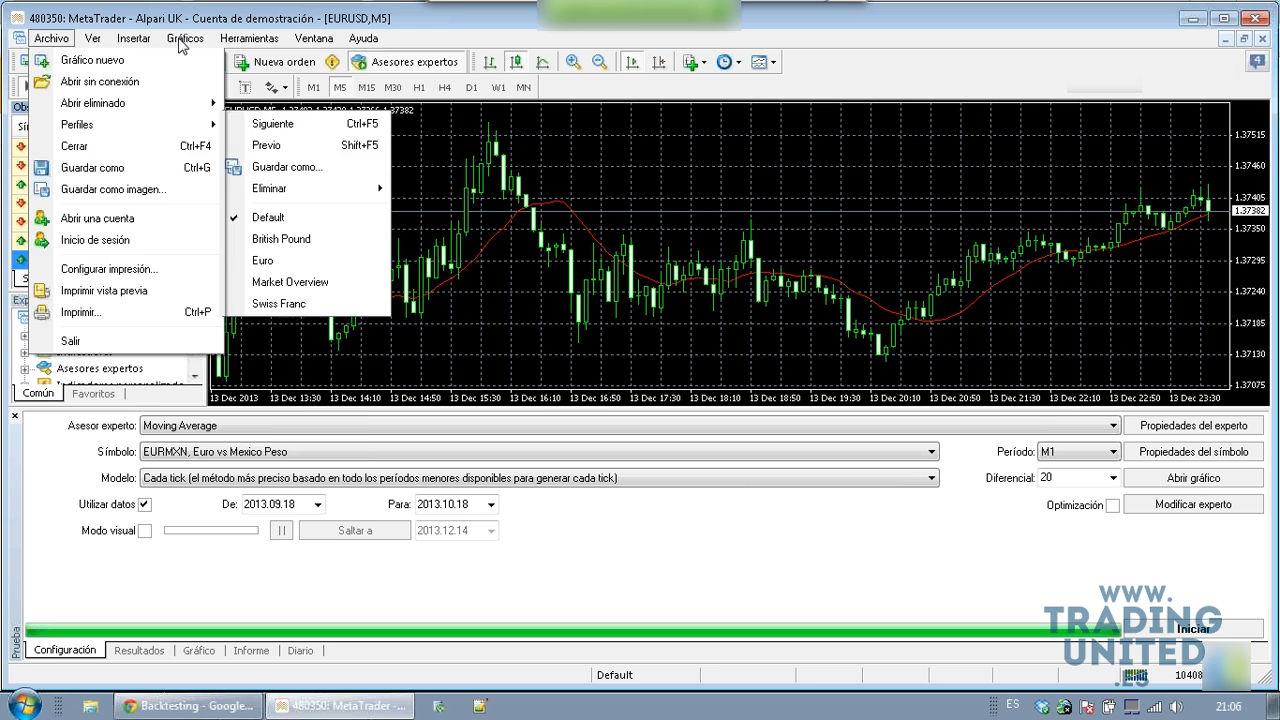 480350: MetaTrader - Alpari UK - Cuenta de demostración - [EURUSD,M5]
Archivo Ver Insertar Gráficos Herramientas Ventana Ayuda
4
Gráfico nuevo
Abrir sin conexión
Abrir eliminado
Perfiles
Cerrar Ctrl+F4
Guardar como Ctrl+G
Guardar como imagen...
Abrir una cuenta
Inicio de sesión
Configurar impresión...
Imprimir vista previa
Imprimir... Ctrl+P
Salir
Siguiente Ctrl+F5
Previo Shift+F5
Guardar como...
Eliminar
Default
British Pound
Euro
Market Overview
Swiss Franc
Nueva orden Asesores expertos
T M1 M5 M15 M30 H1 H4 D1 W1 MN
1.37515
1.37460
1.37405
1.37382
1.37350
1.37295
1.37240
1.37185
1.37130
1.37075
13 Dec 2013 13 Dec 13:30 13 Dec 14:10 13 Dec 14:50 13 Dec 15:30 13 Dec 16:10 13 Dec 16:50 13 Dec 17:30 13 Dec 18:10 13 Dec 18:50 13 Dec 19:30 13 Dec 20:10 13 Dec 20:50 13 Dec 21:30 13 Dec 22:10 13 Dec 22:50 13 Dec 23:30
Asesores expertos
Común Favoritos
Asesor experto: Moving Average Propiedades del experto
Símbolo: EURMXN, Euro vs Mexico Peso Período: M1 Propiedades del símbolo
Modelo: Cada tick (el método más preciso basado en todo los períodos menores disponibles para generar cada tick) Diferencial: 20 Abrir gráfico
Utilizar datos De: 2013.09.18 Para: 2013.10.18 Optimización Modificar experto
Modo visual Saltar a 2013.12.14
WWW.
TRADING
UNITED
.ES
Iniciar
Prueba
Configuración Resultados Gráfico Informe Diario
Default
Backtesting - Google... 480350: MetaTrader -... ES 21:06